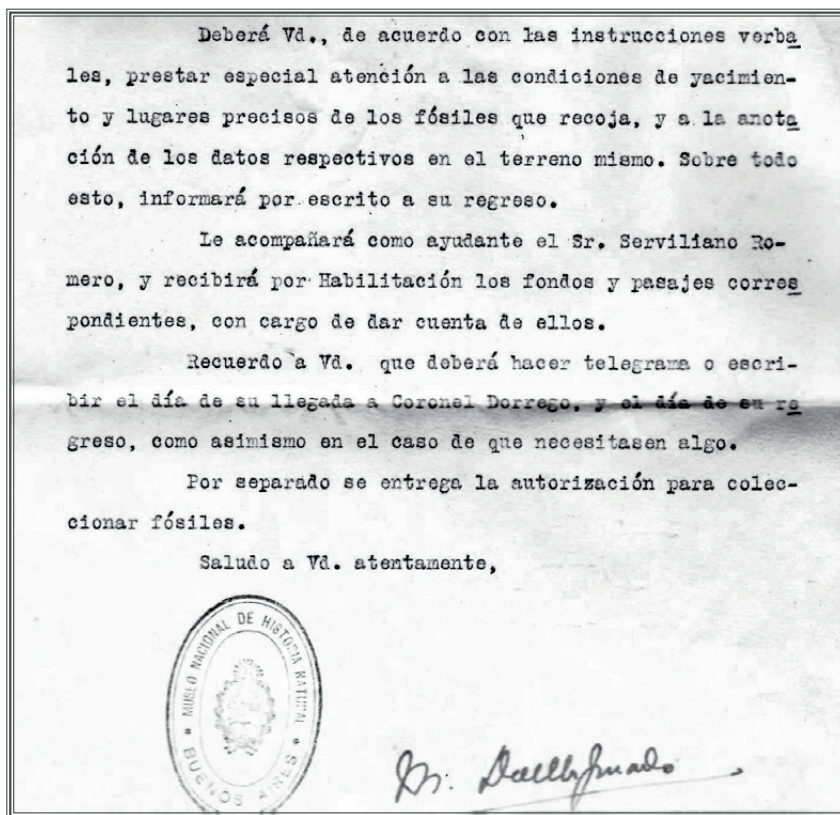 Deberá Vd., de acuerdo con las instrucciones verba
les, prestar especial atención a las condiciones de yacimien-
to y lugares precisos de los fósiles que recoja, y a la anota
ción de los datos respectivos en el terreno mismo. Sobre todo
esto, informará por escrito a su regreso.
Le acompañará como ayudante el Sr. Serviliano Ro-
mero, y recibirá por Habilitación los fondos y pasajes corres
pondientes, con cargo de dar cuenta de ellos.
Recuerdo a Vd. que deberá hacer telegrama o escri-
bir el día de su llegada a Coronel Dorrego, y el día de su re
greso, como asimismo en el caso de que necesitasen algo.
Por separado se entrega la autorización para colec-
cionar fósiles.
Saludo a Vd. atentamente,
MUSEO NACIONAL DE HISTORIA NATURAL
BUENOS AIRES
M.